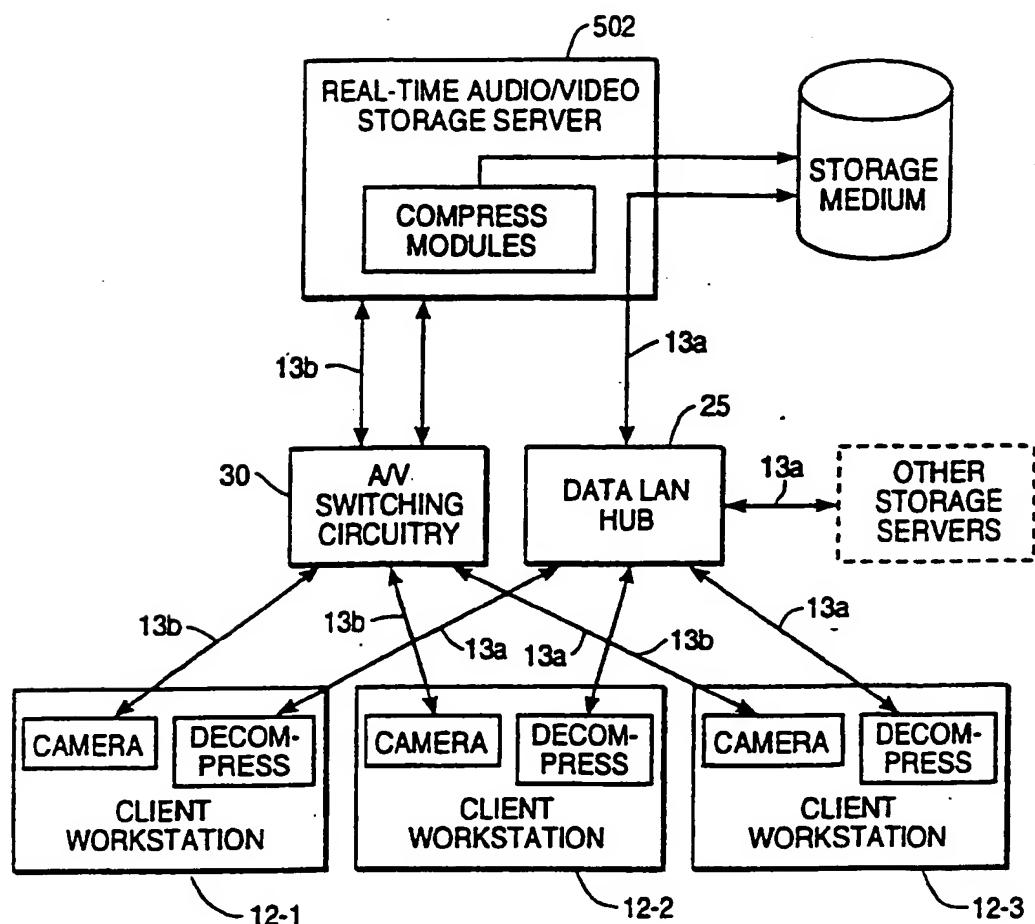 502
REAL-TIME AUDIO/VIDEO
STORAGE SERVER
COMPRESS
MODULES
STORAGE
MEDIUM
13b
13a
25
30
A/V
SWITCHING
CIRCUITRY
DATA LAN
HUB
13a
OTHER
STORAGE
SERVERS
13b
13b
13a
13a
13b
13a
CAMERA
DECOM-
PRESS
CLIENT
WORKSTATION
CAMERA
DECOM-
PRESS
CLIENT
WORKSTATION
CAMERA
DECOM-
PRESS
CLIENT
WORKSTATION
12-1
12-2
12-3